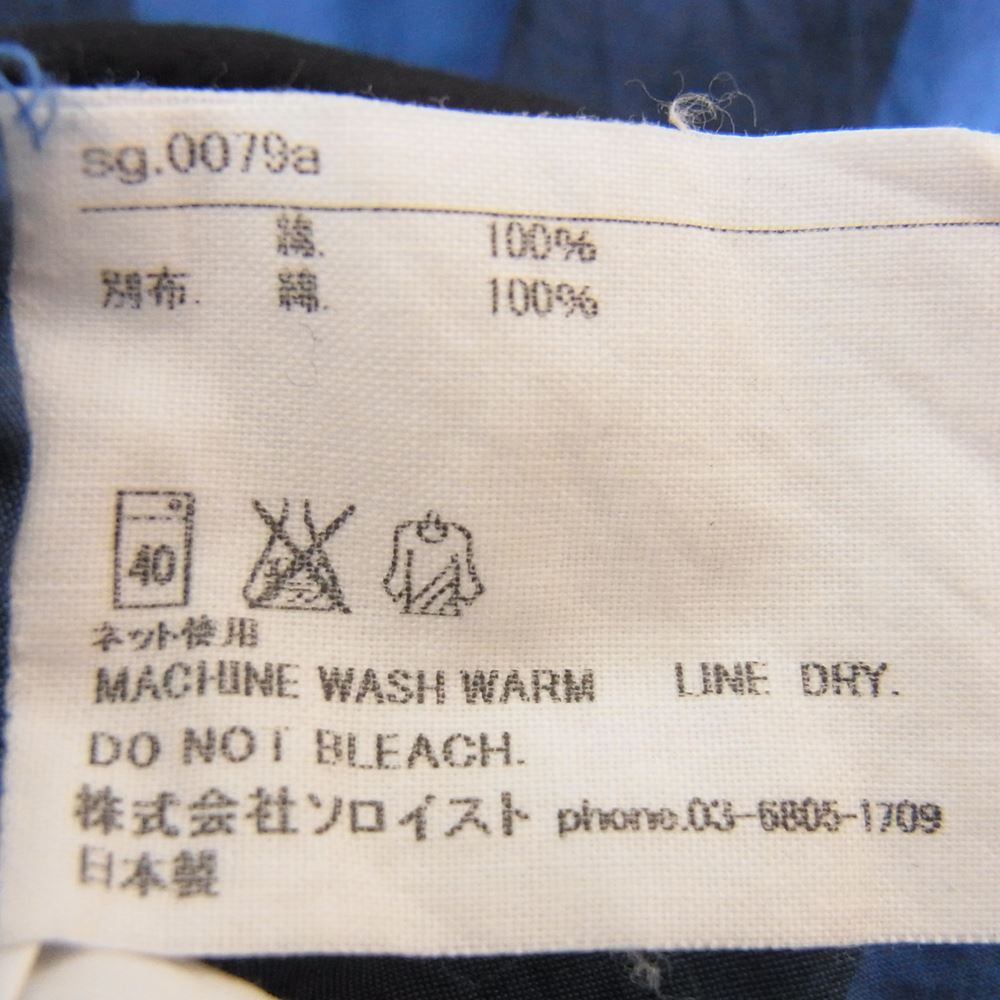 sg.0079a
綿. 100%
別布. 綿. 100%
40
ネット使用
MACHINE WASH WARM LINE DRY.
DO NOT BLEACH.
株式会社ソロイスト phone.03-6805-1709
日本製